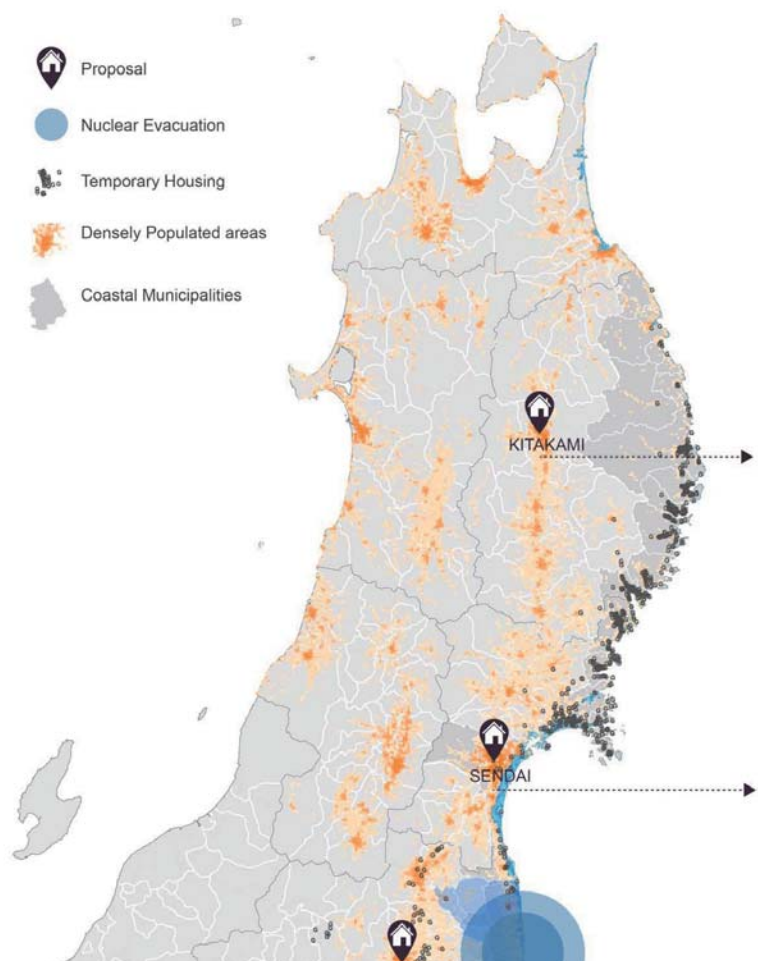 Proposal
Nuclear Evacuation
Temporary Housing
Densely Populated areas
Coastal Municipalities
KITAKAMI
SENDAI